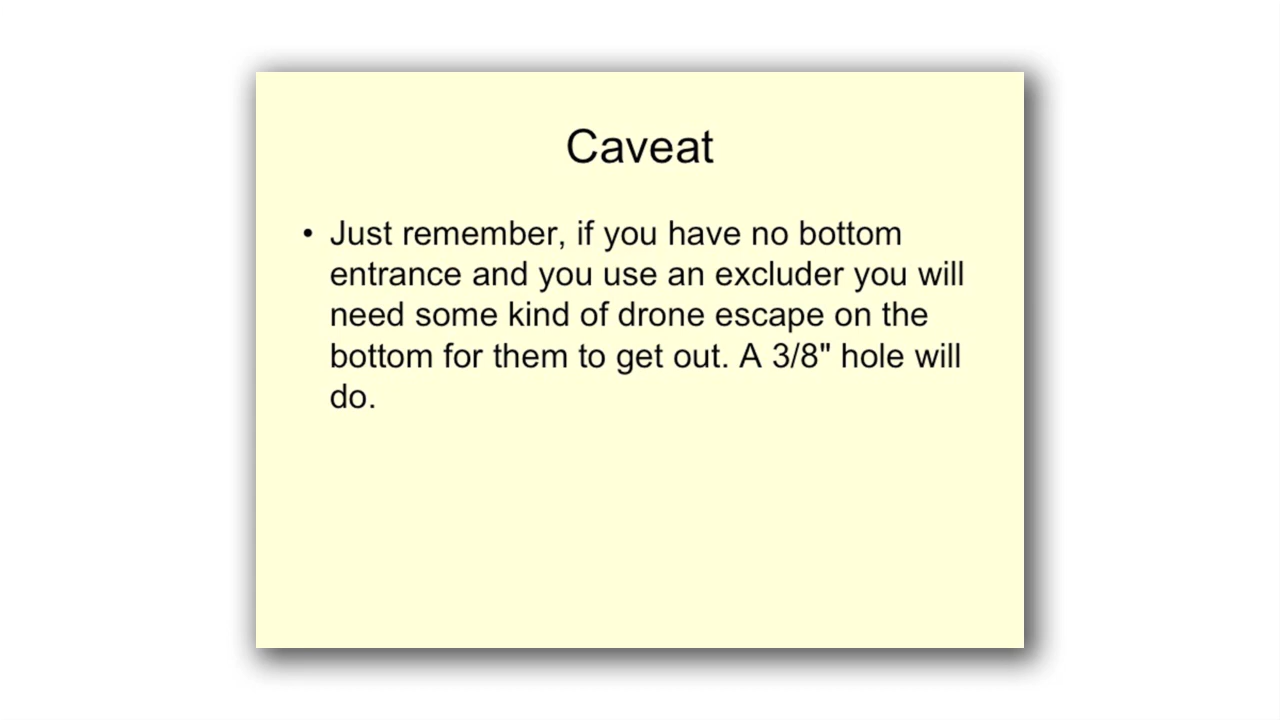 Caveat
• Just remember, if you have no bottom
entrance and you use an excluder you will
need some kind of drone escape on the
bottom for them to get out. A 3/8" hole will
do.